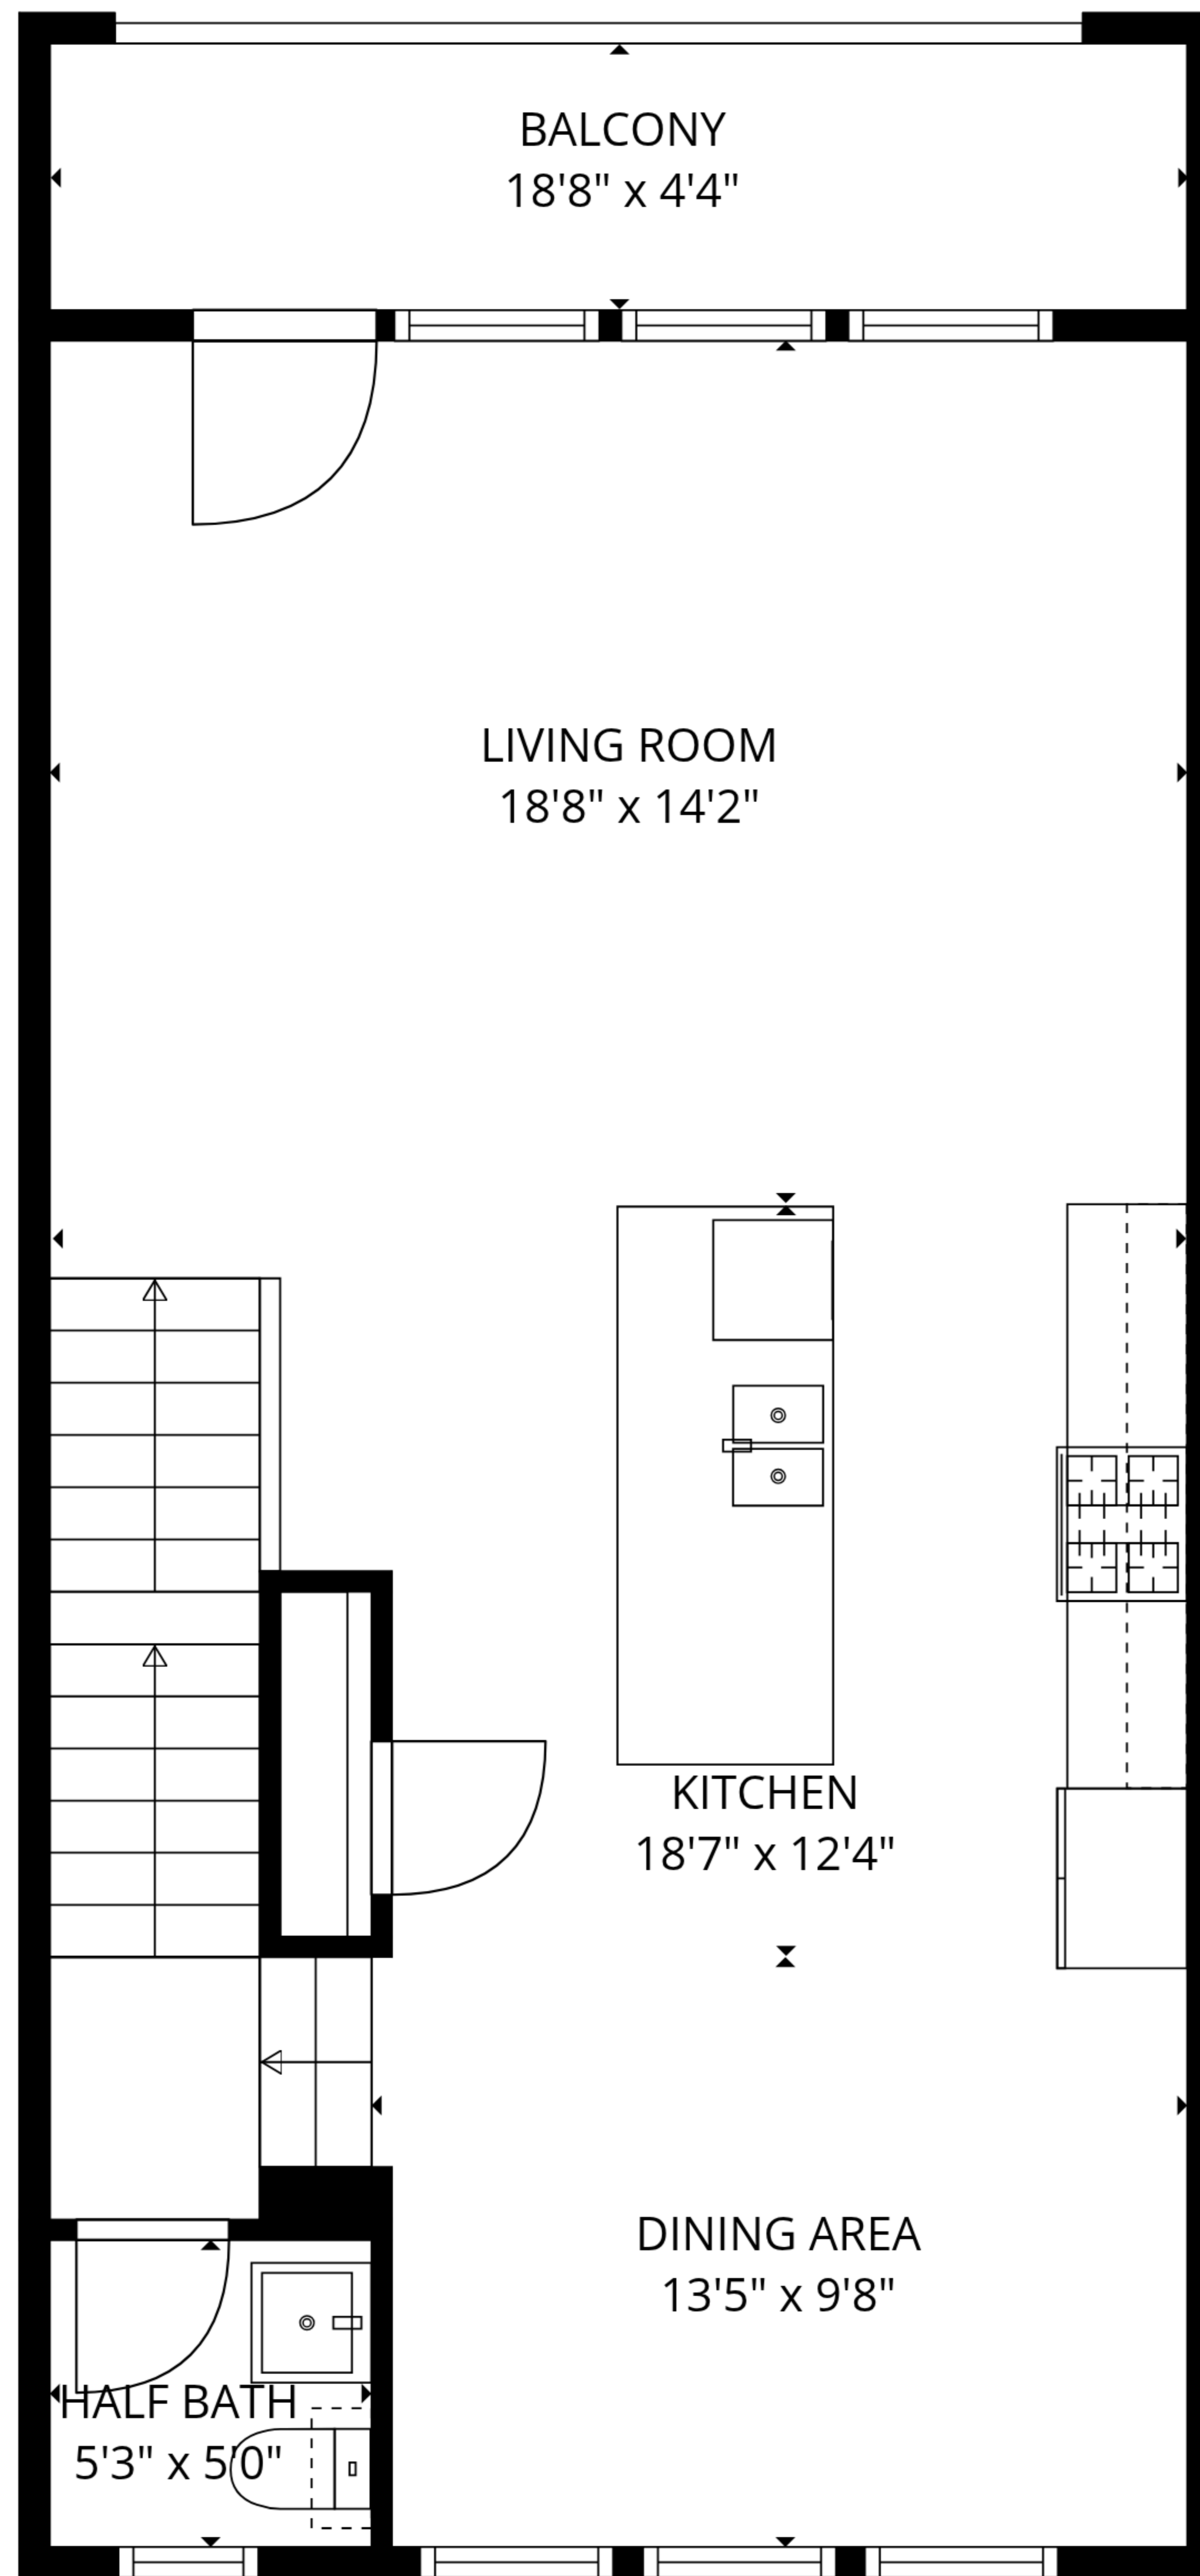 BALCONY
18'8" x 4'4"
LIVING ROOM
18'8" x 14'2"
KITCHEN
18'7" x 12'4"
DINING AREA
13'5" x 9'8"
HALF BATH
5'3" x 5'0"